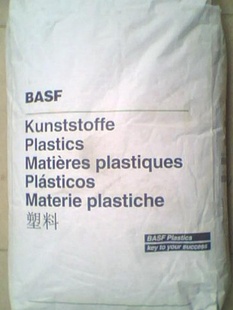 BASF
Kunststoffe
Plastics
Matières plastiques
Plásticos
Materie plastiche
塑料
BASF Plastics
key to your success